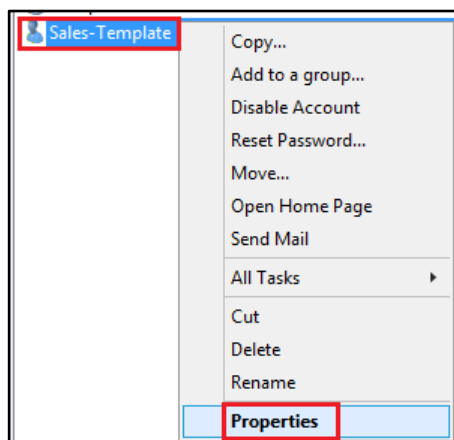 Sales-Template
Copy...
Add to a group...
Disable Account
Reset Password...
Move...
Open Home Page
Send Mail
All Tasks
Cut
Delete
Rename
Properties